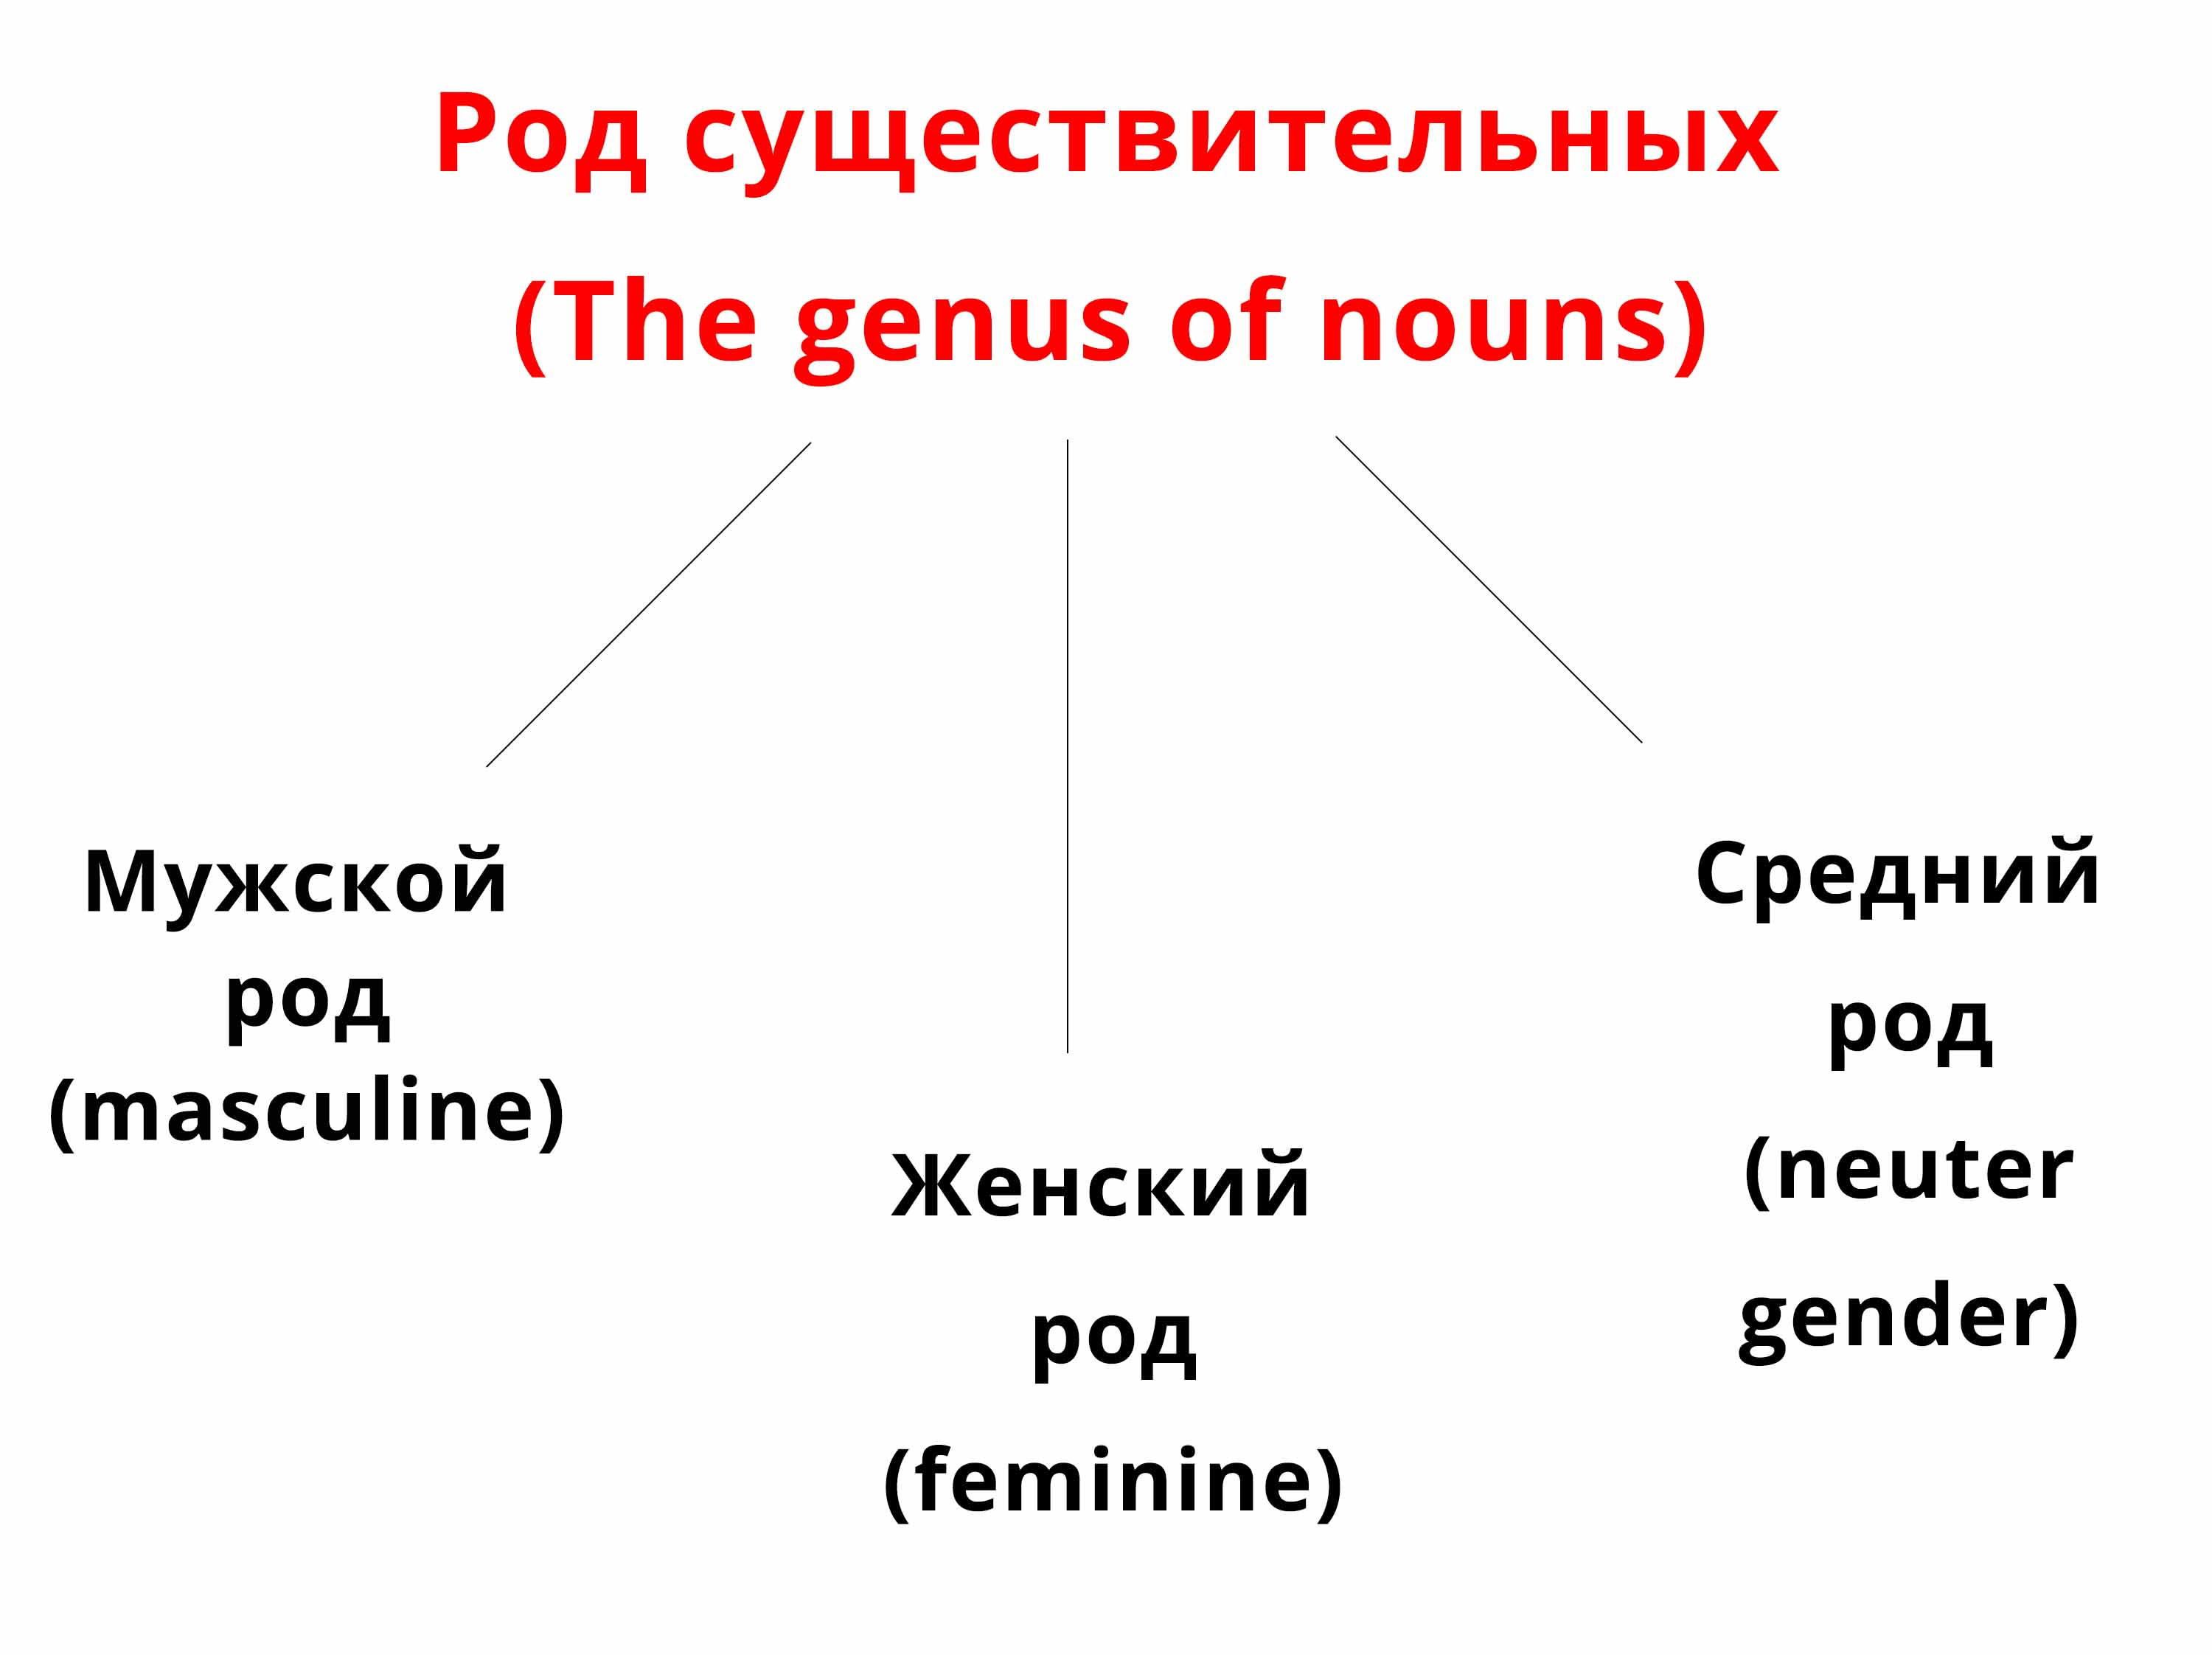 Род существительных
(The genus of nouns)
Мужской
род
(masculine)
Женский
род
(feminine)
Средний
род
(neuter
gender)